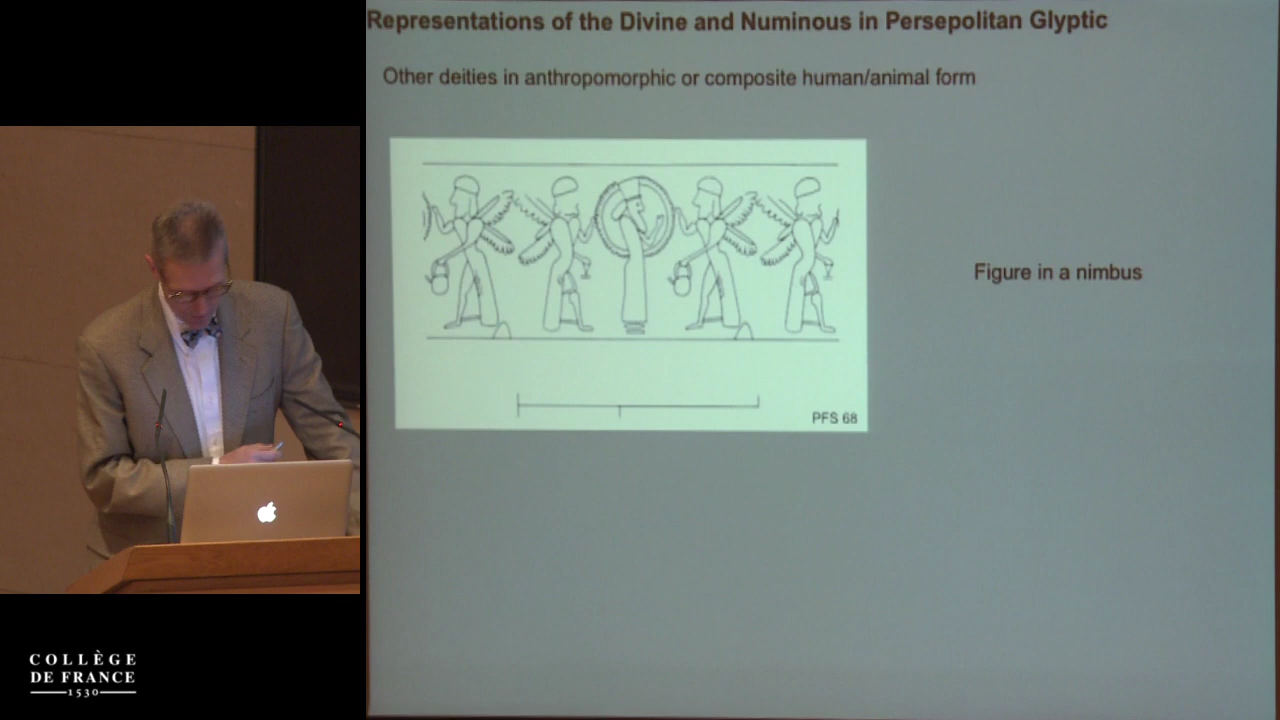 Representations of the Divine and Numinous in Persepolitan Glyptic
Other deities in anthropomorphic or composite human/animal form
Figure in a nimbus
PFS 68
COLLÈGE
DE FRANCE
1530